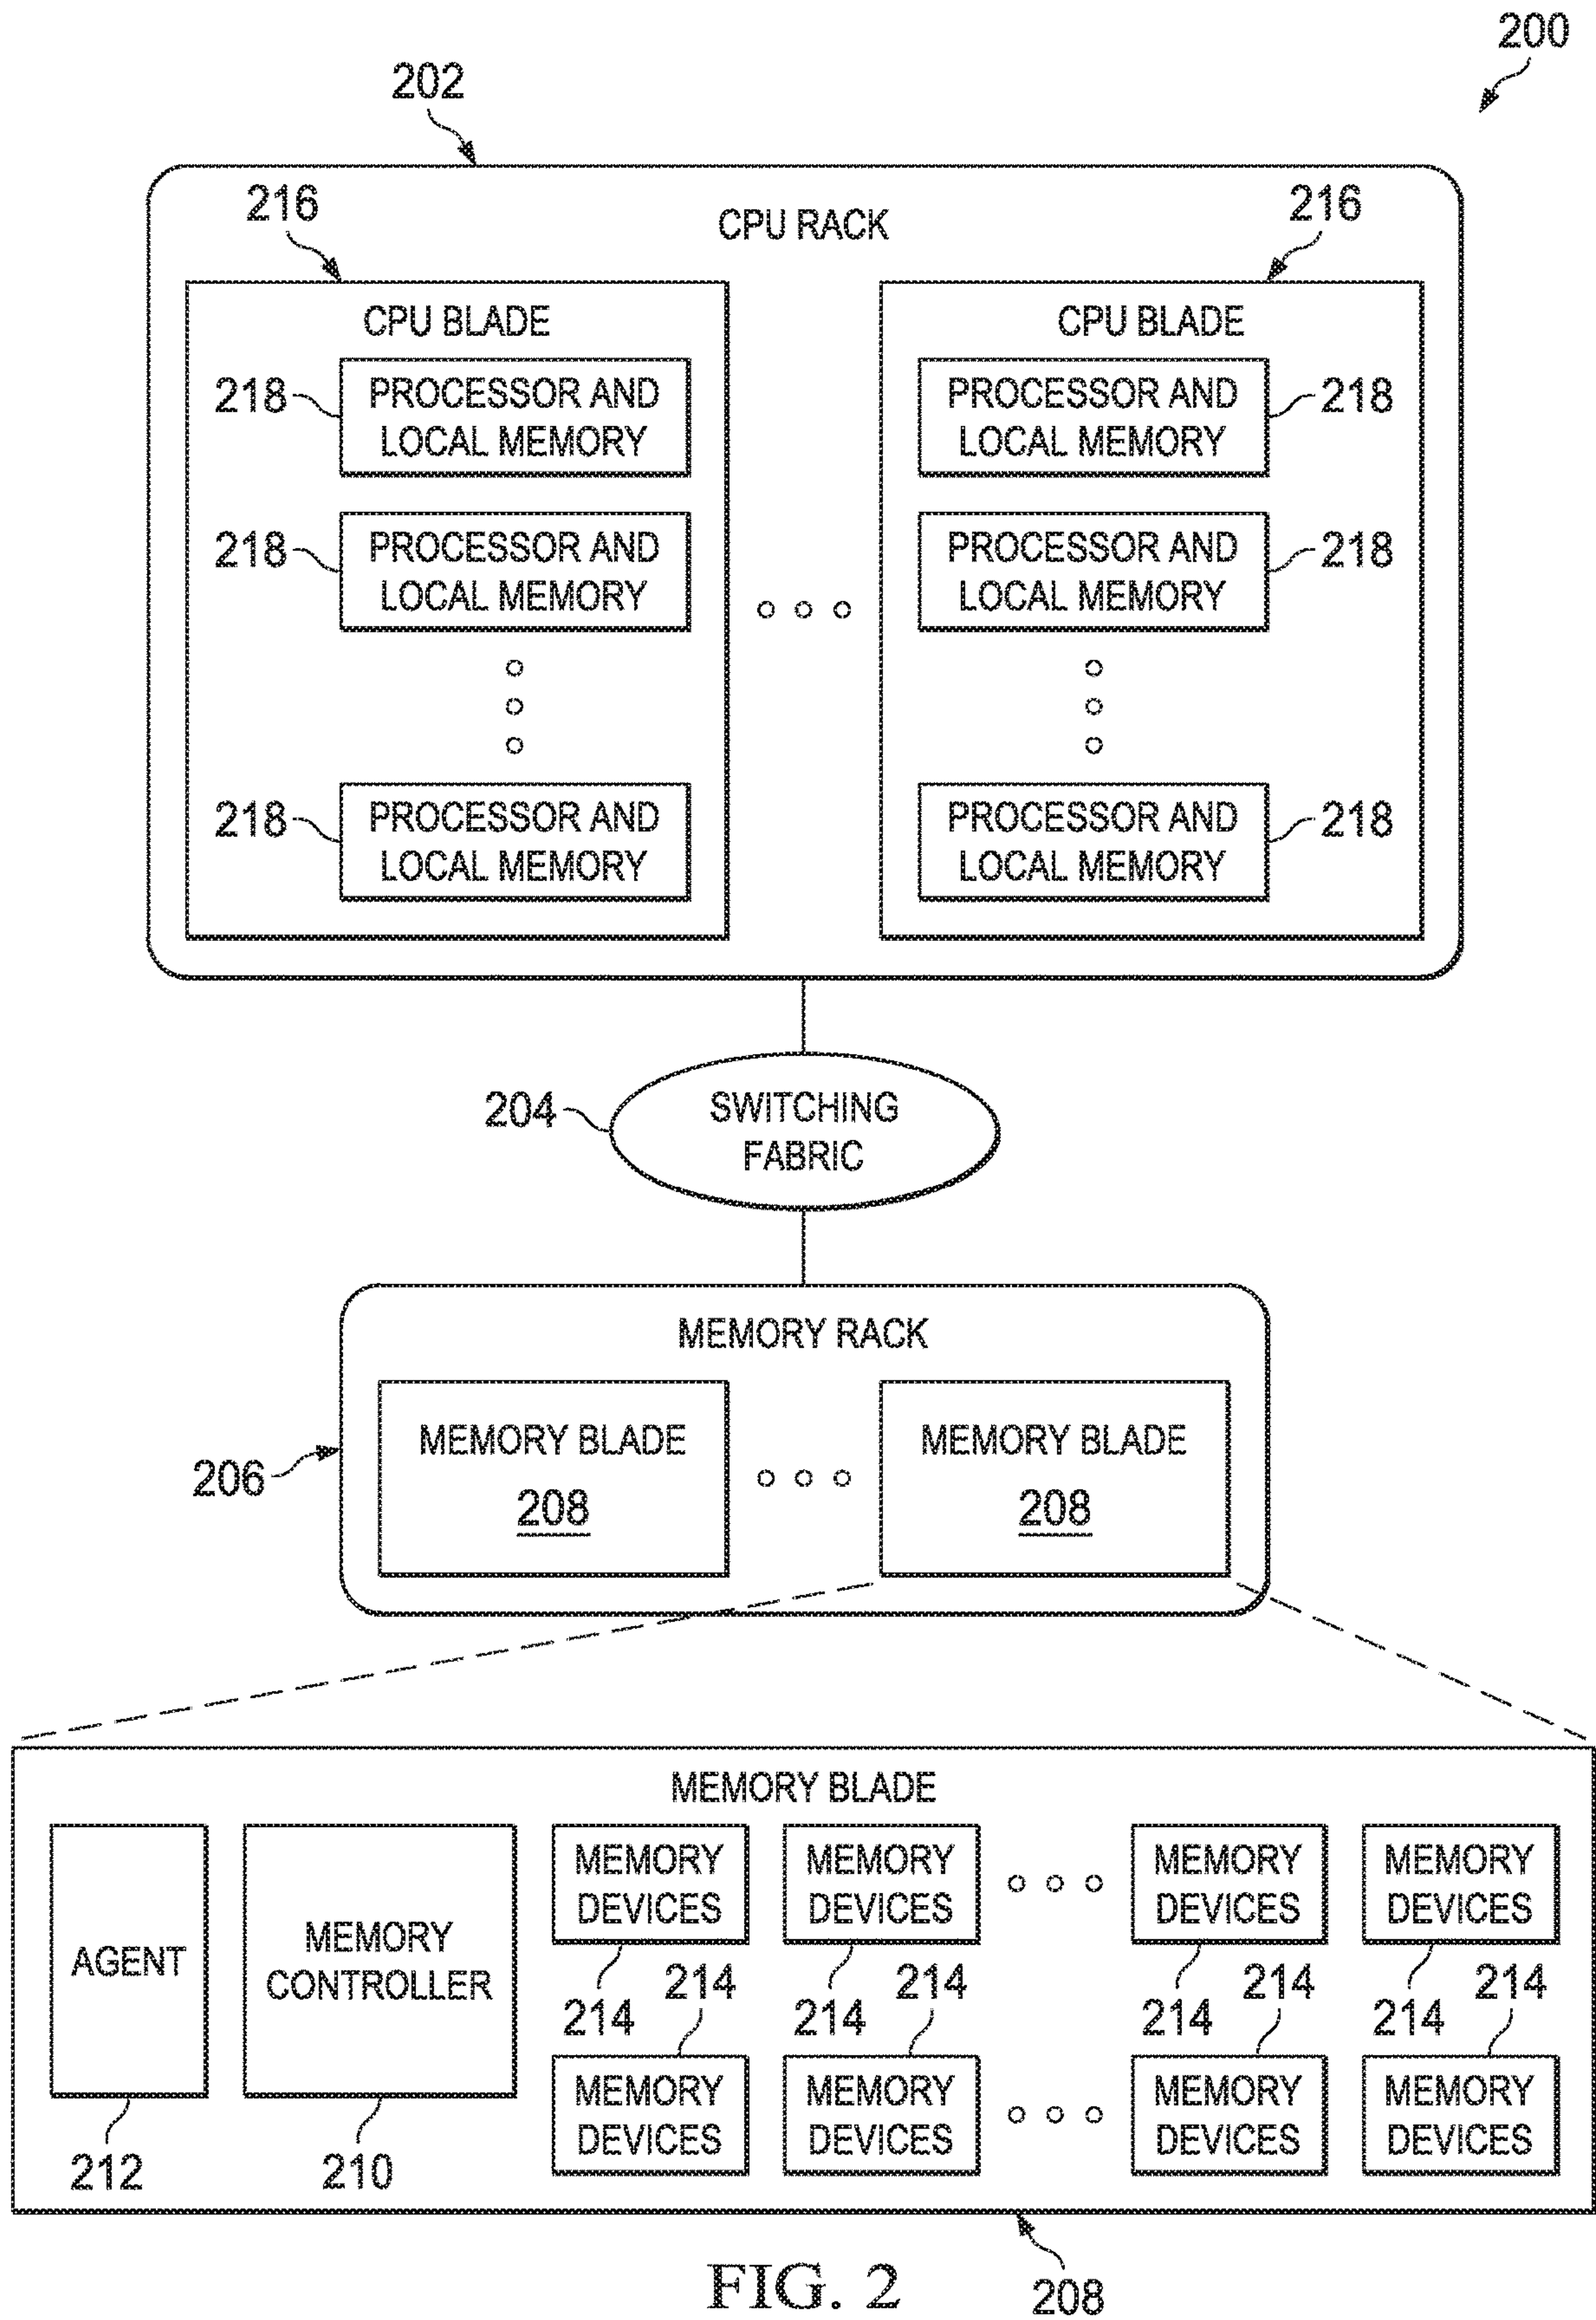 200
202
CPU RACK
216
216
CPU BLADE
CPU BLADE
218
PROCESSOR AND
LOCAL MEMORY
PROCESSOR AND
LOCAL MEMORY
218
218
PROCESSOR AND
LOCAL MEMORY
PROCESSOR AND
LOCAL MEMORY
218
218
PROCESSOR AND
LOCAL MEMORY
PROCESSOR AND
LOCAL MEMORY
218
204
SWITCHING
FABRIC
MEMORY RACK
206
MEMORY BLADE
208
MEMORY BLADE
208
MEMORY BLADE
AGENT
212
MEMORY
CONTROLLER
210
MEMORY
DEVICES
MEMORY
DEVICES
MEMORY
DEVICES
MEMORY
DEVICES
214
214
214
214
214
214
214
214
MEMORY
DEVICES
MEMORY
DEVICES
MEMORY
DEVICES
MEMORY
DEVICES
208
FIG. 2